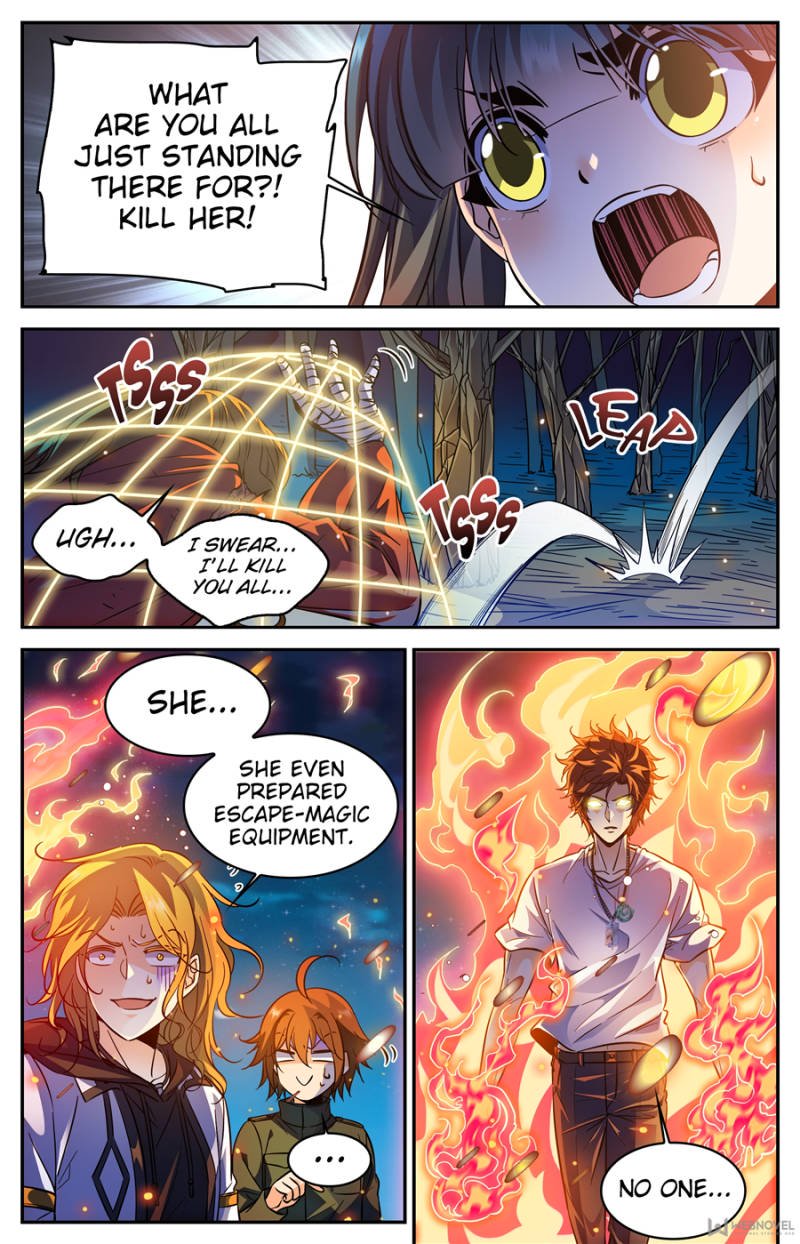 WHAT
ARE YOU ALL
JUST STANDING
THERE FOR?!
KILL HER!
TSSS
LEAP
TSSS
UGH...
I SWEAR...
I'LL KILL
YOU ALL...
SHE...
SHE EVEN
PREPARED
ESCAPE-MAGIC
EQUIPMENT.
...
NO ONE...
WEBNOVEL